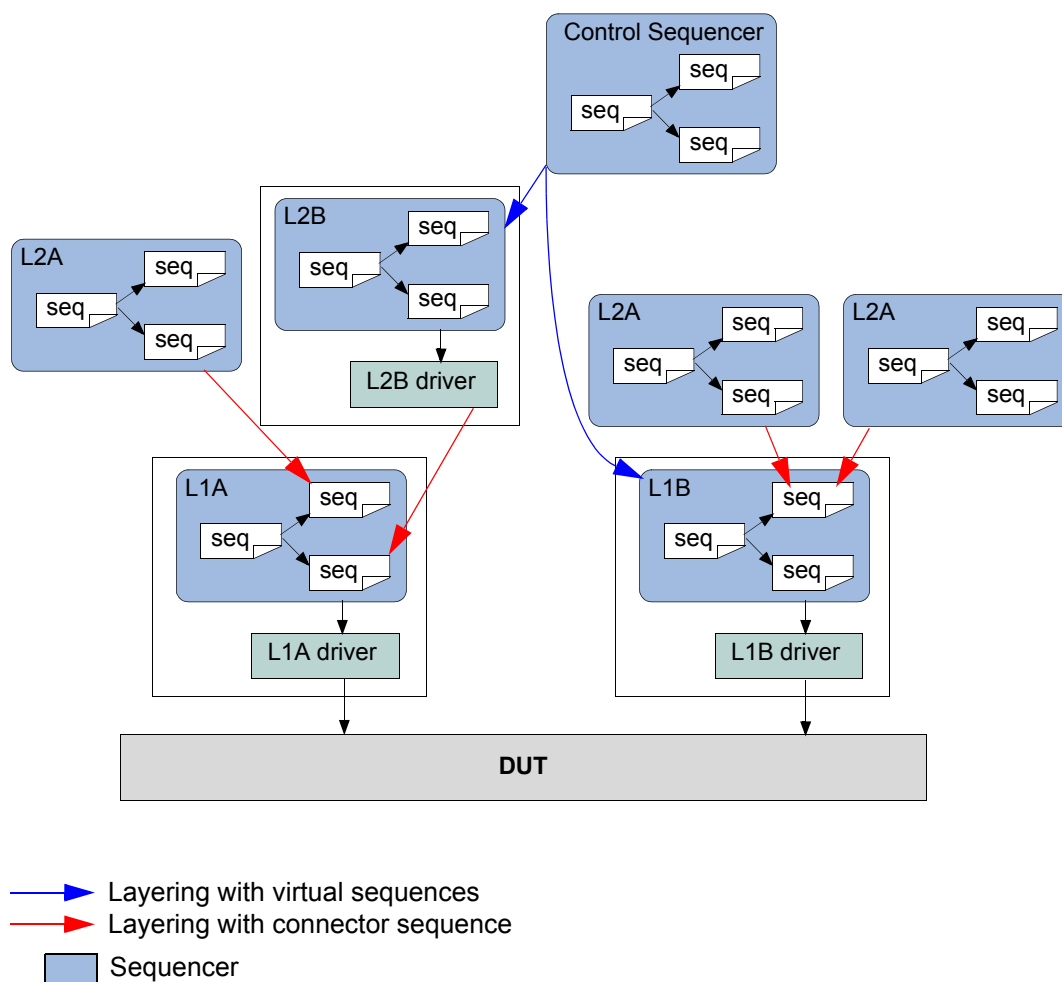 Control Sequencer
seq
seq
seq
L2B
seq
seq
seq
L2B driver
L2A
seq
seq
seq
L2A
seq
seq
seq
L2A
seq
seq
seq
L1A
seq
seq
seq
L1A driver
L1B
seq
seq
seq
L1B driver
DUT
Layering with virtual sequences
Layering with connector sequence
Sequencer